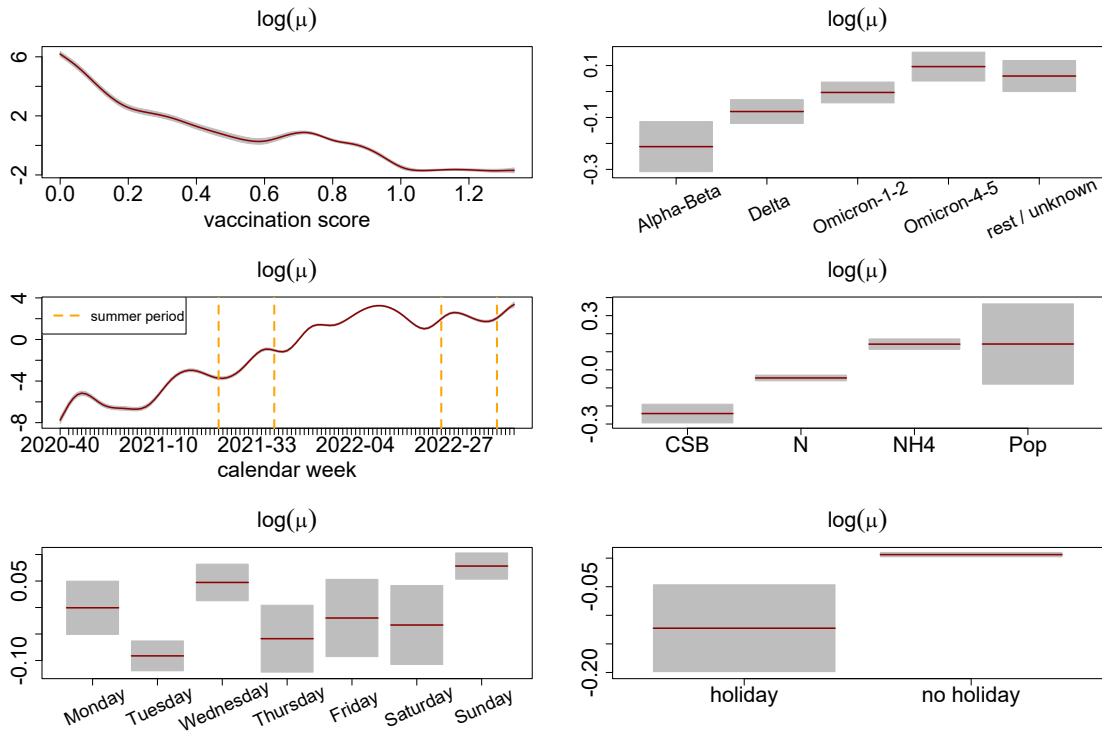 log(μ)
6
2
-2
0.0 0.2 0.4 0.6 0.8 1.0 1.2
vaccination score
log(μ)
0.1
-0.1
-0.3
Alpha-Beta Delta Omicron-1-2 Omicron-4-5 rest / unknown
log(μ)
4
0
-4
-8
summer period
2020-40 2021-10 2021-33 2022-04 2022-27
calendar week
log(μ)
0.3
0.0
-0.3
CSB N NH4 Pop
log(μ)
0.05
-0.10
Monday Tuesday Wednesday Thursday Friday Saturday Sunday
log(μ)
-0.05
-0.20
holiday no holiday